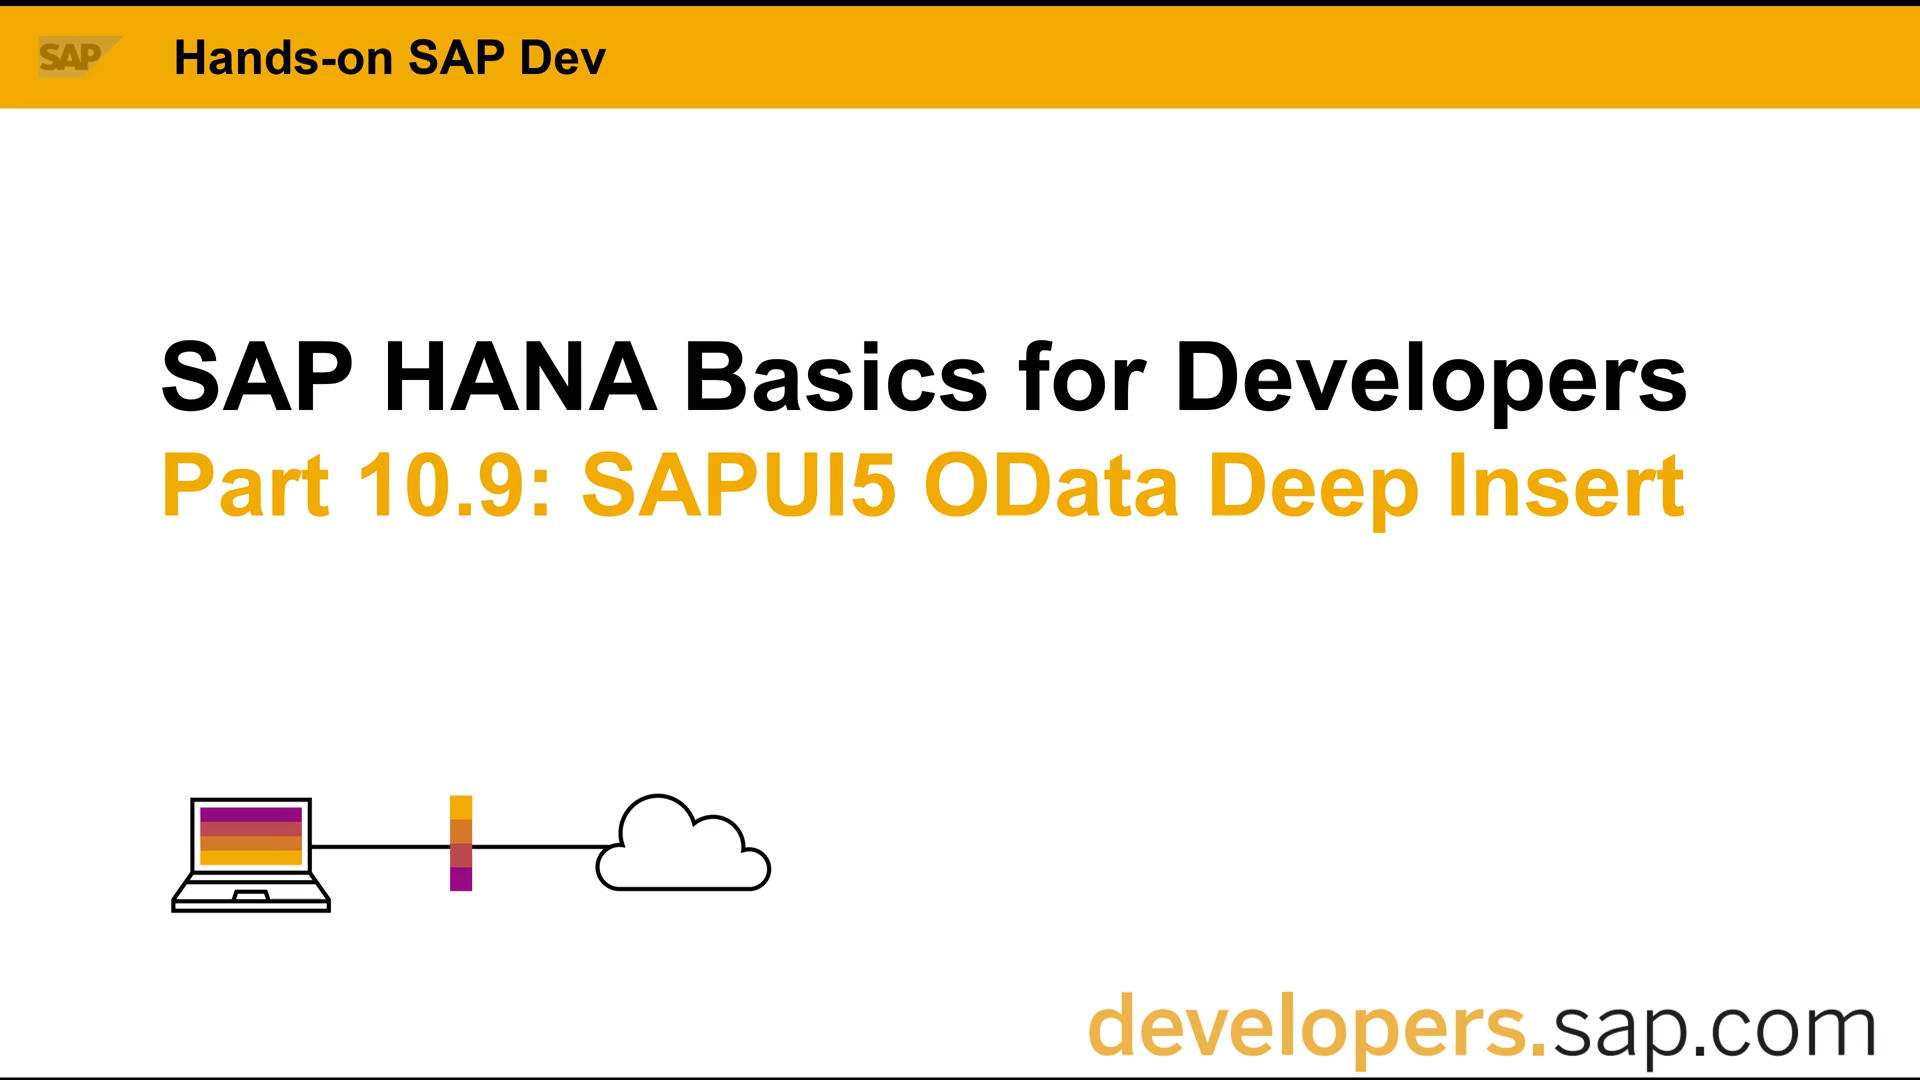 SAP
Hands-on SAP Dev
SAP HANA Basics for Developers
Part 10.9: SAPUI5 OData Deep Insert
developers.sap.com